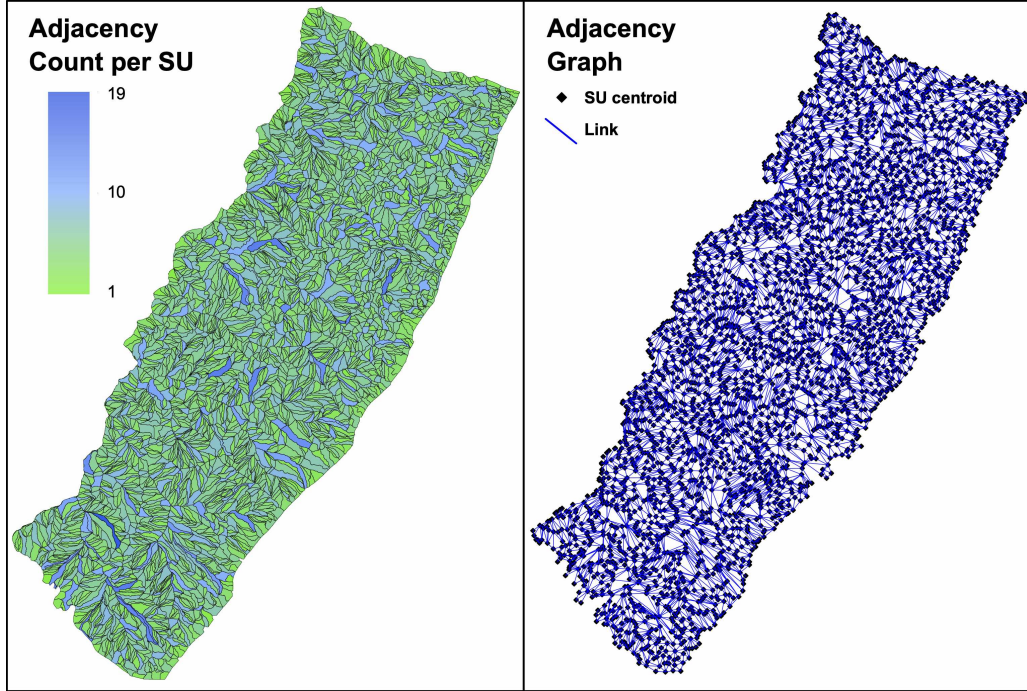 Adjacency
Count per SU
19
10
1
Adjacency
Graph
SU centroid
Link